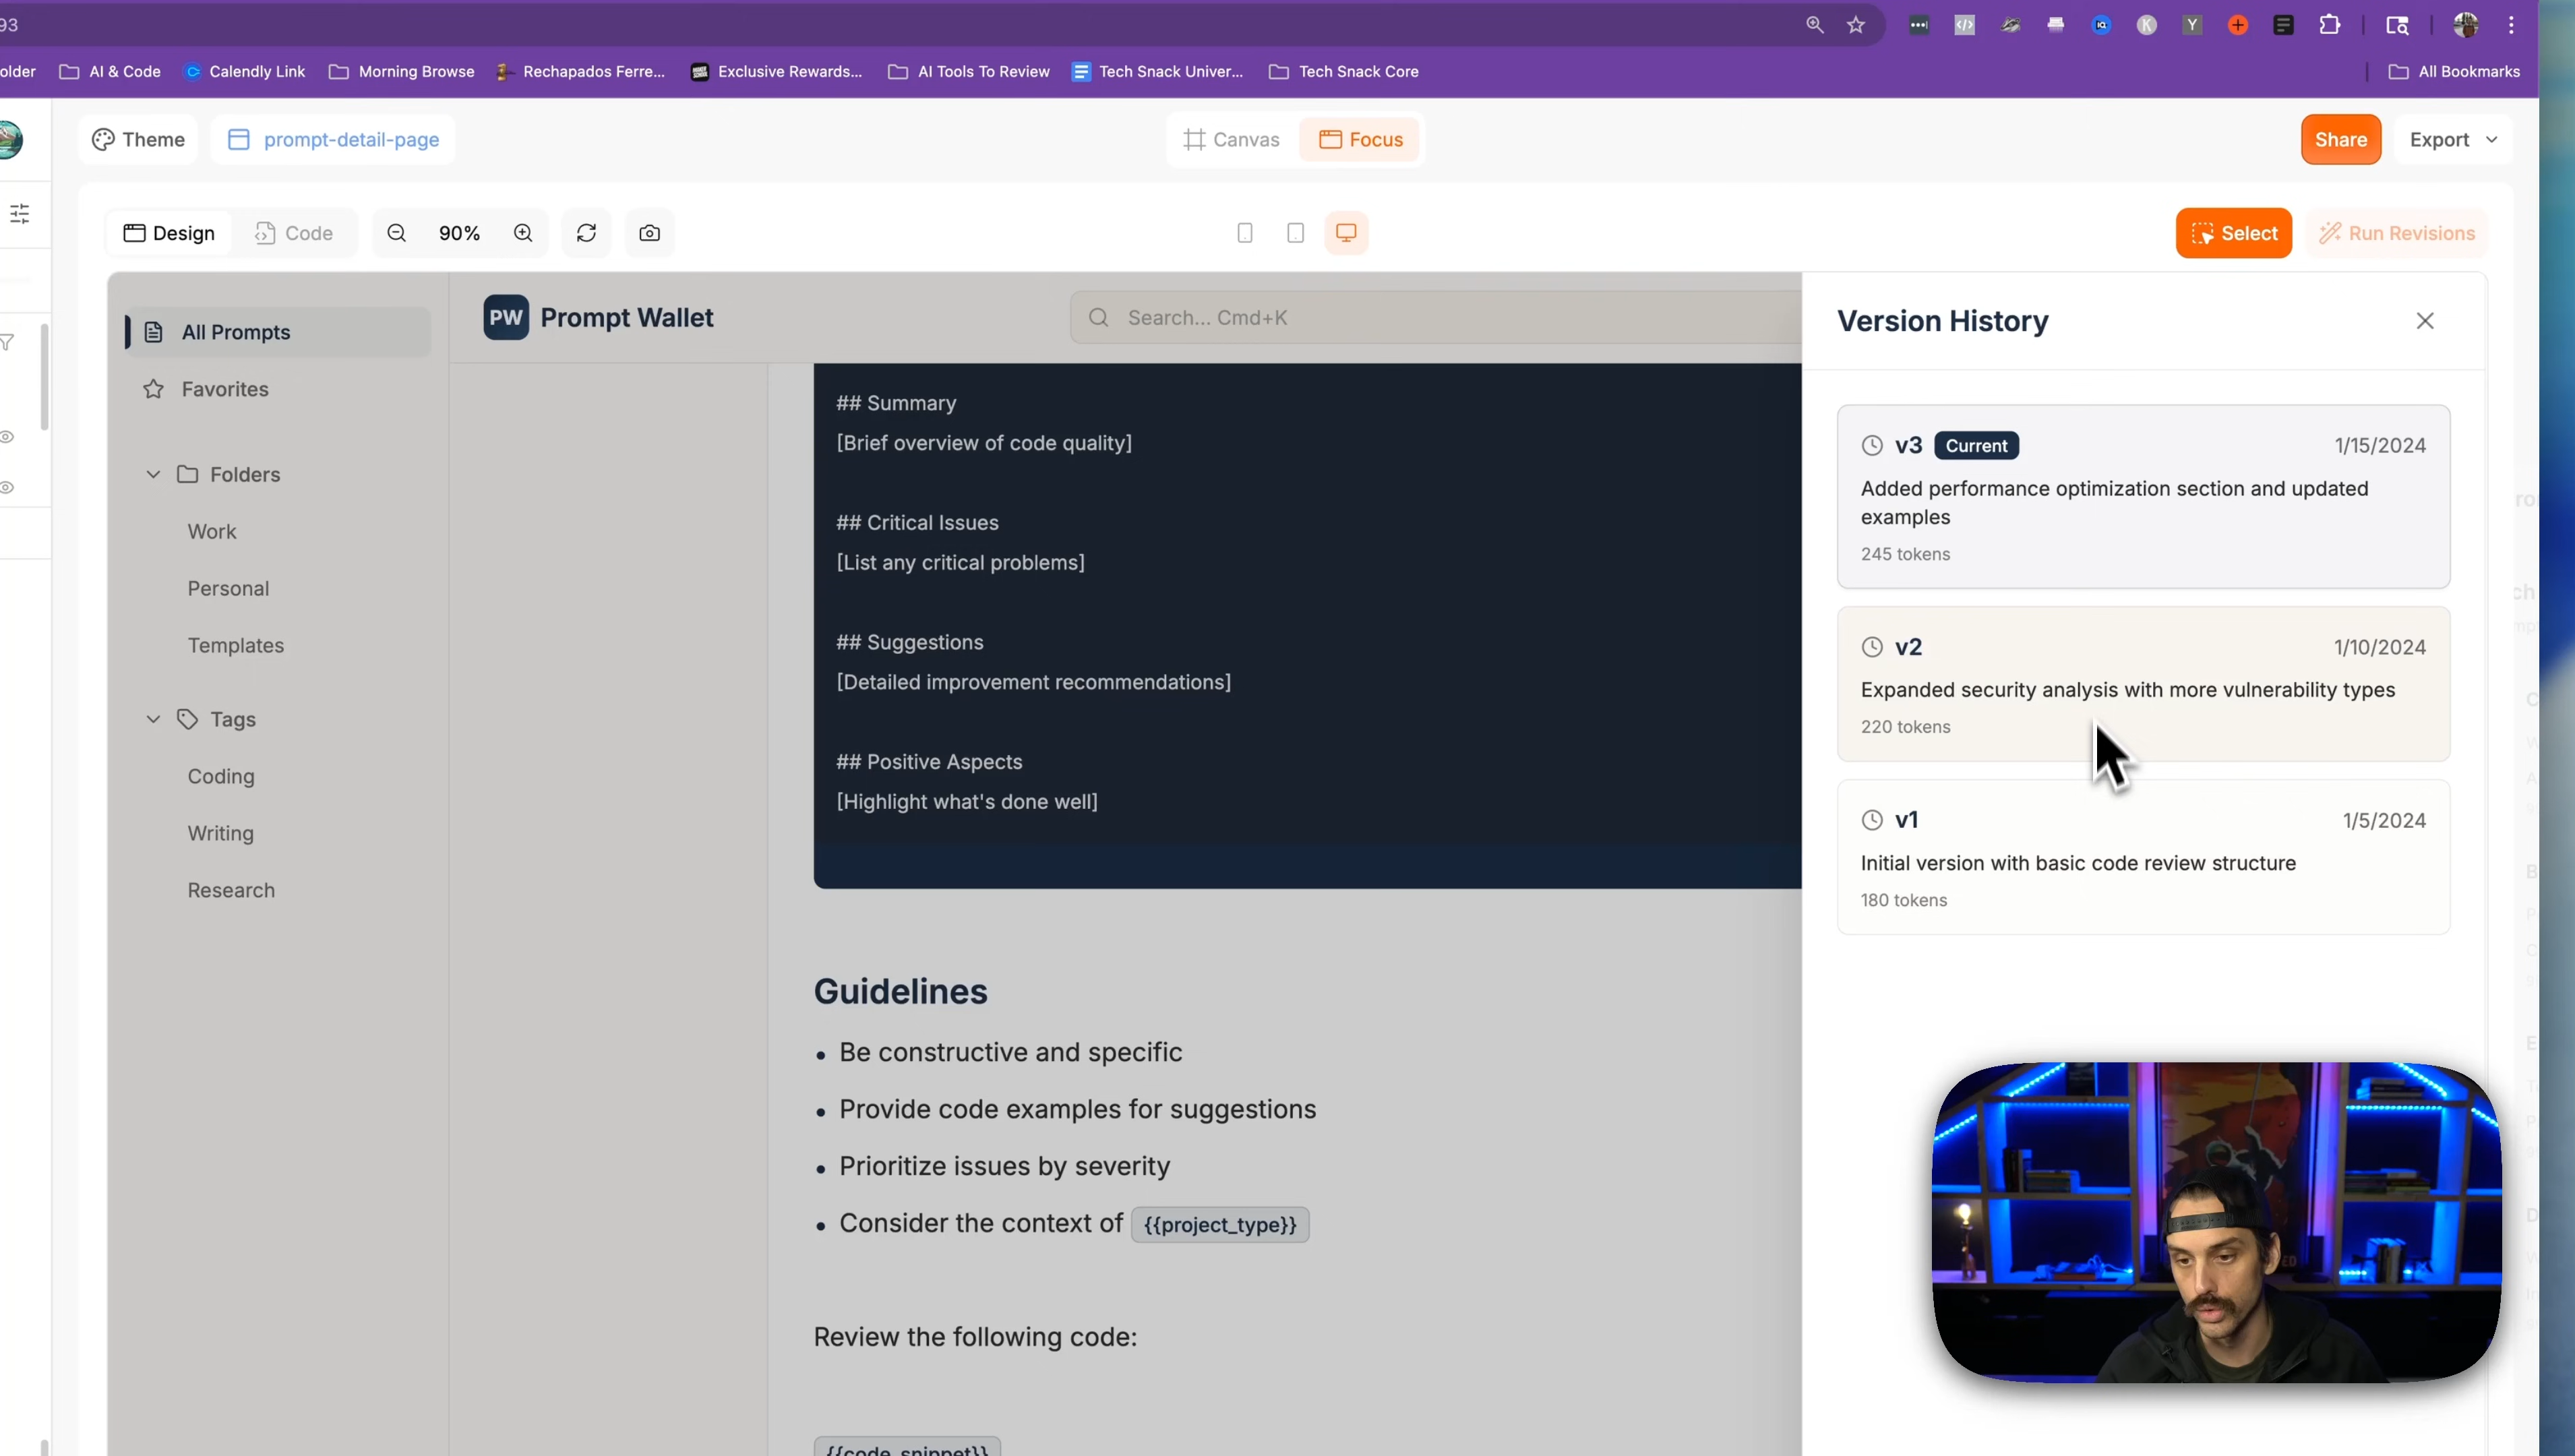 93
older
AI & Code
Calendly Link
Morning Browse
Rechapados Ferre...
Exclusive Rewards...
AI Tools To Review
Tech Snack Univer...
Tech Snack Core
All Bookmarks
Theme
prompt-detail-page
Canvas
Focus
Share
Export
Design
Code
90%
Select
Run Revisions
All Prompts
Favorites
Folders
Work
Personal
Templates
Tags
Coding
Writing
Research
PW Prompt Wallet
Search... Cmd+K
## Summary
[Brief overview of code quality]
## Critical Issues
[List any critical problems]
## Suggestions
[Detailed improvement recommendations]
## Positive Aspects
[Highlight what's done well]
Guidelines
• Be constructive and specific
• Provide code examples for suggestions
• Prioritize issues by severity
• Consider the context of {{project_type}}
Review the following code:
{{code_snippet}}
Version History
v3 Current 1/15/2024
Added performance optimization section and updated
examples
245 tokens
v2 1/10/2024
Expanded security analysis with more vulnerability types
220 tokens
v1 1/5/2024
Initial version with basic code review structure
180 tokens